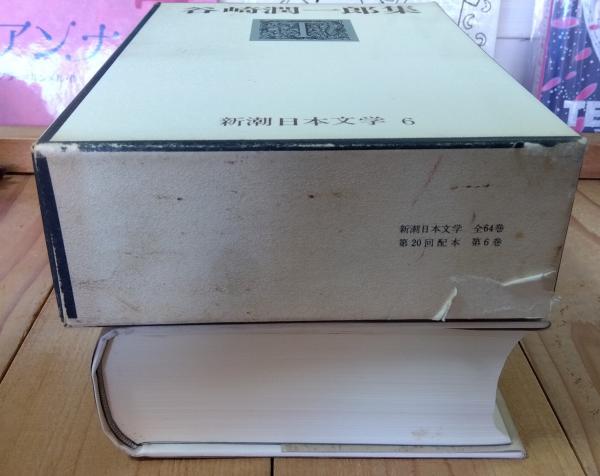 谷崎潤一郎集
新潮日本文学 6
新潮日本文学 全64巻
第20回配本 第6巻
アンナ
TE